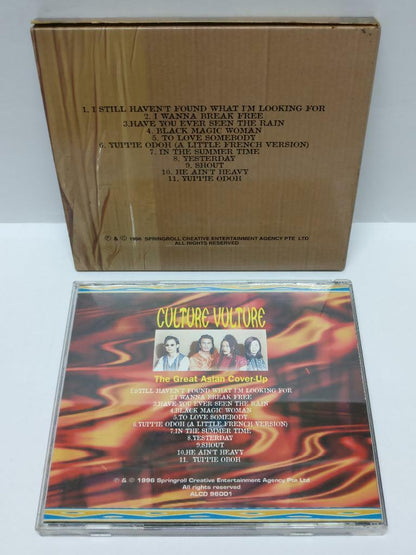 1. I STILL HAVEN'T FOUND WHAT I'M LOOKING FOR
2. I WANNA BREAK FREE
3.HAVE YOU EVER SEEN THE RAIN
4. BLACK MAGIC WOMAN
5. TO LOVE SOMEBODY
6. YUPPIE ODOH (A LITTLE FRENCH VERSION)
7. IN THE SUMMER TIME
8. YESTERDAY
9. SHOUT
10. HE AIN'T HEAVY
11. YUPPIE ODOH
℗ & © 1996 SPRINGROLL CREATIVE ENTERTAINMENT AGENCY PTE LTD
ALL RIGHTS RESERVED
CULTURE VULTURE
The Great Asian Cover-Up
1.I STILL HAVEN'T FOUND WHAT I'M LOOKING FOR
2.I WANNA BREAK FREE
3.HAVE YOU EVER SEEN THE RAIN
4.BLACK MAGIC WOMAN
5.TO LOVE SOMEBODY
6.YUPPIE ODOH (A LITTLE FRENCH VERSION)
7.IN THE SUMMER TIME
8.YESTERDAY
9.SHOUT
10.HE AIN'T HEAVY
11. YUPPIE ODOH
℗ & © 1996 Springroll Creative Entertainment Agency Pte Ltd
All rights reserved
ALCD 96001